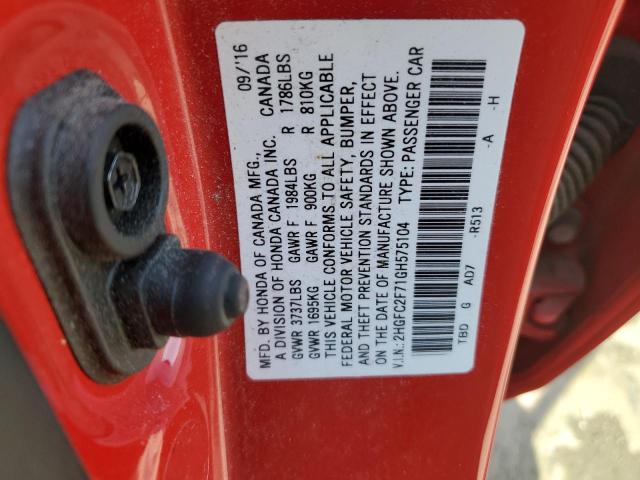 09/'16
MFD. BY HONDA OF CANADA MFG., CANADA
A DIVISION OF HONDA CANADA INC.
GVWR 3737LBS GAWR F 1984LBS R 1786LBS
GVWR 1695KG GAWR F 900KG R 810KG
THIS VEHICLE CONFORMS TO ALL APPLICABLE
FEDERAL MOTOR VEHICLE SAFETY, BUMPER,
AND THEFT PREVENTION STANDARDS IN EFFECT
ON THE DATE OF MANUFACTURE SHOWN ABOVE.
V.I.N.:2HGFC2F71GH575104 TYPE: PASSENGER CAR
TBD G AD7 -R513 -A -H